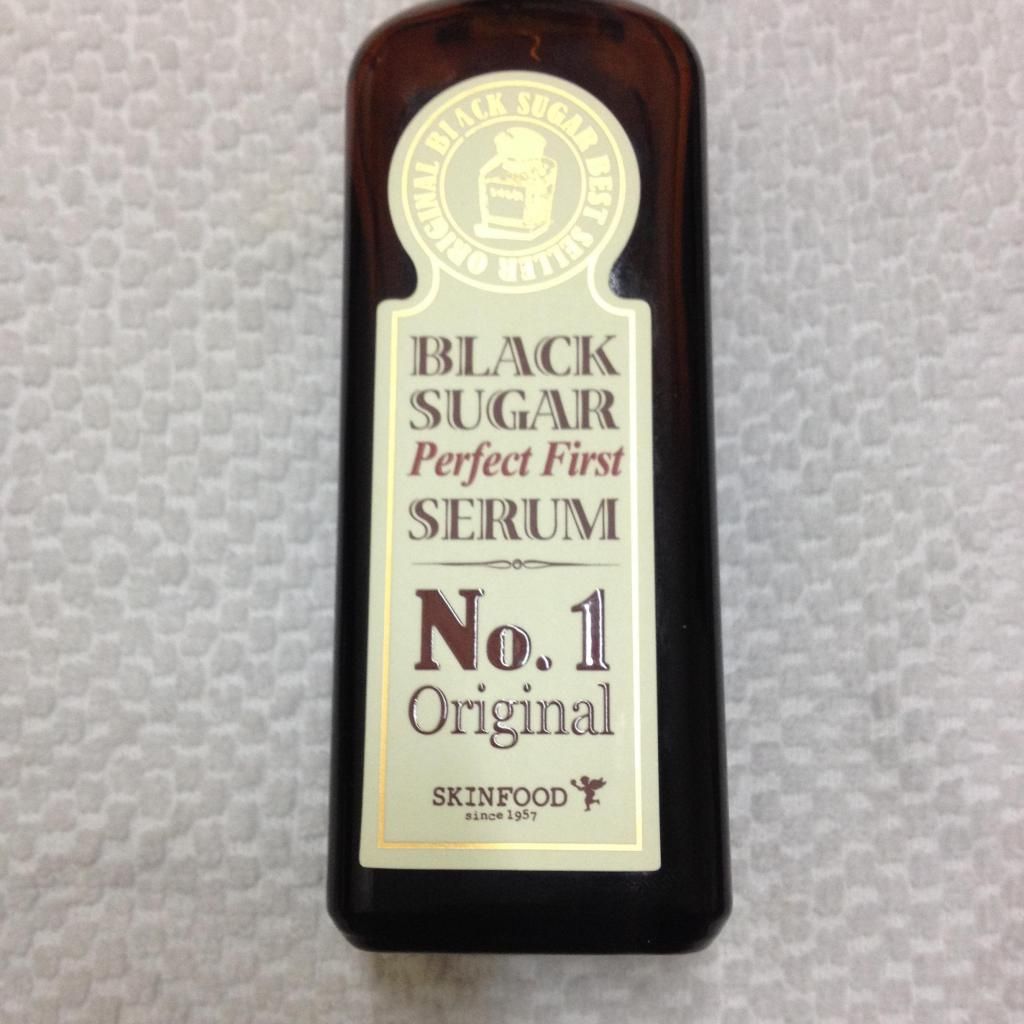 ORIGINAL BLACK SUGAR BEST SELLER
BLACK
SUGAR
Perfect First
SERUM
No. 1
Original
SKINFOOD
since 1957